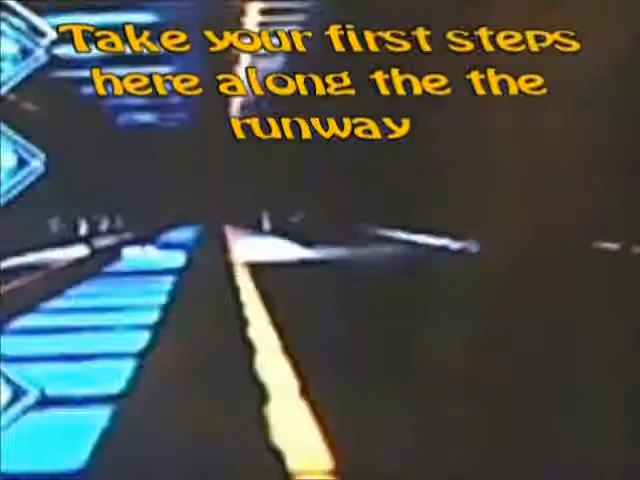 Take your first steps
here along the the
runway